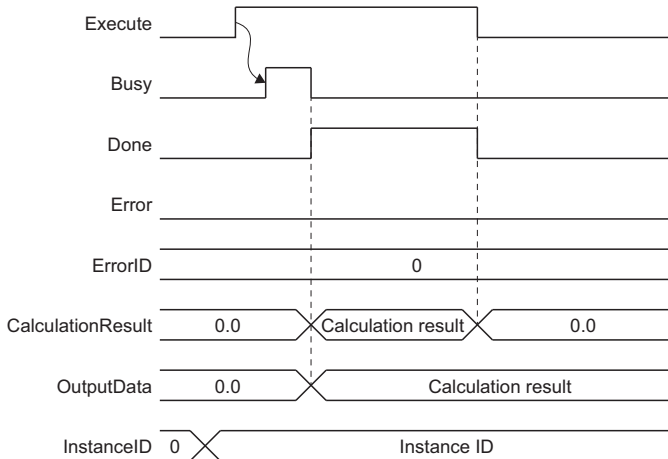 Execute
Busy
Done
Error
ErrorID 0
CalculationResult 0.0 Calculation result 0.0
OutputData 0.0 Calculation result
InstanceID 0 Instance ID